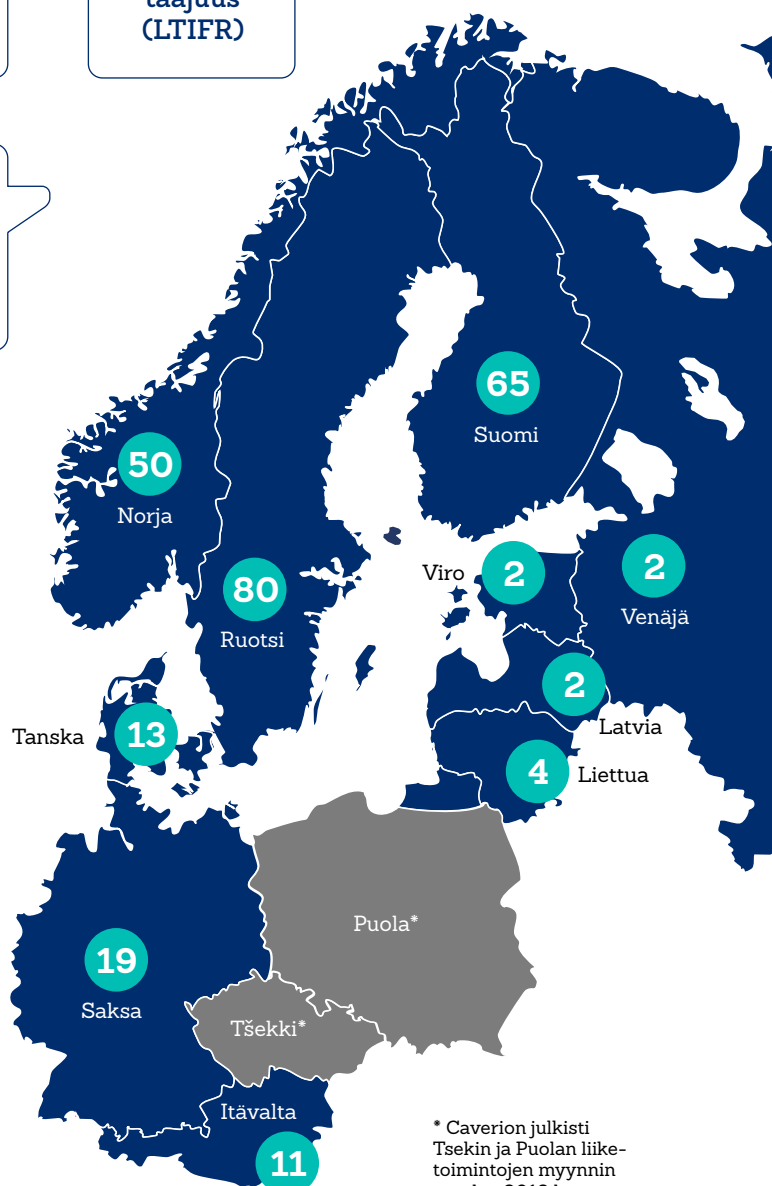 taajuus
(LTIFR)
65
Suomi
50
Norja
Viro
2
2
Venäjä
80
Ruotsi
2
Latvia
Tanska
13
4
Liettua
Puola*
19
Saksa
Tšekki*
Itävalta
11
* Caverion julkisti
Tsekin ja Puolan liike-
toimintojen myynnin